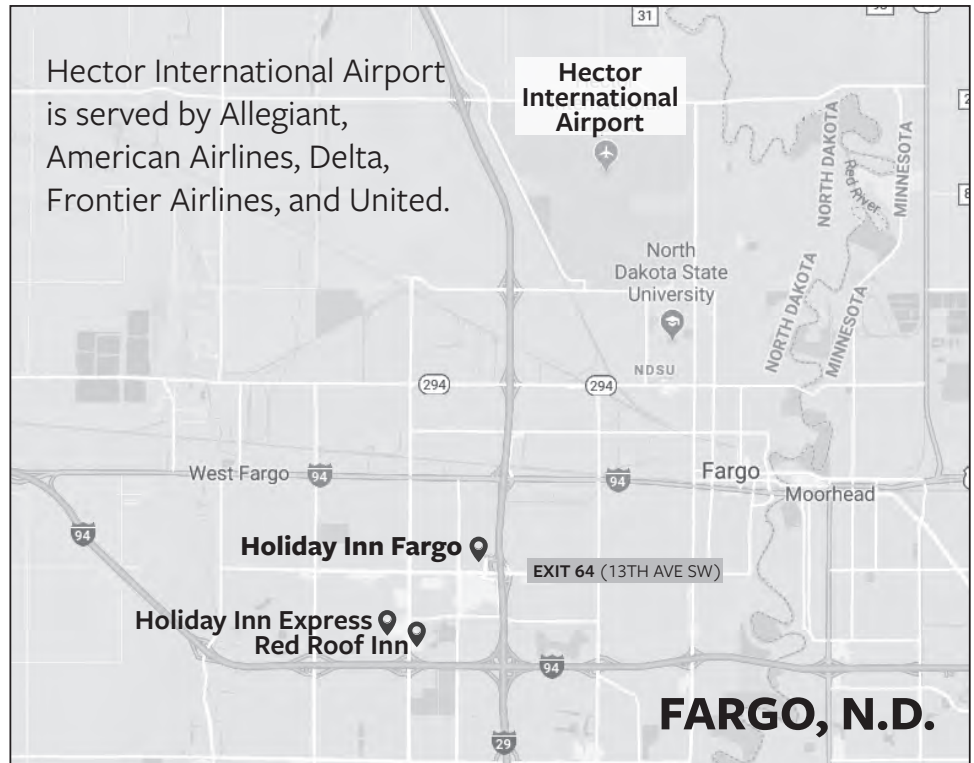 31
Hector International Airport
is served by Allegiant,
American Airlines, Delta,
Frontier Airlines, and United.
Hector
International
Airport
NORTH DAKOTA
Red River
MINNESOTA
North
Dakota State
University
NORTH DAKOTA
MINNESOTA
NDSU
294
294
West Fargo
94
94
Fargo
Moorhead
94
Holiday Inn Fargo
EXIT 64 (13TH AVE SW)
Holiday Inn Express
Red Roof Inn
94
FARGO, N.D.
29